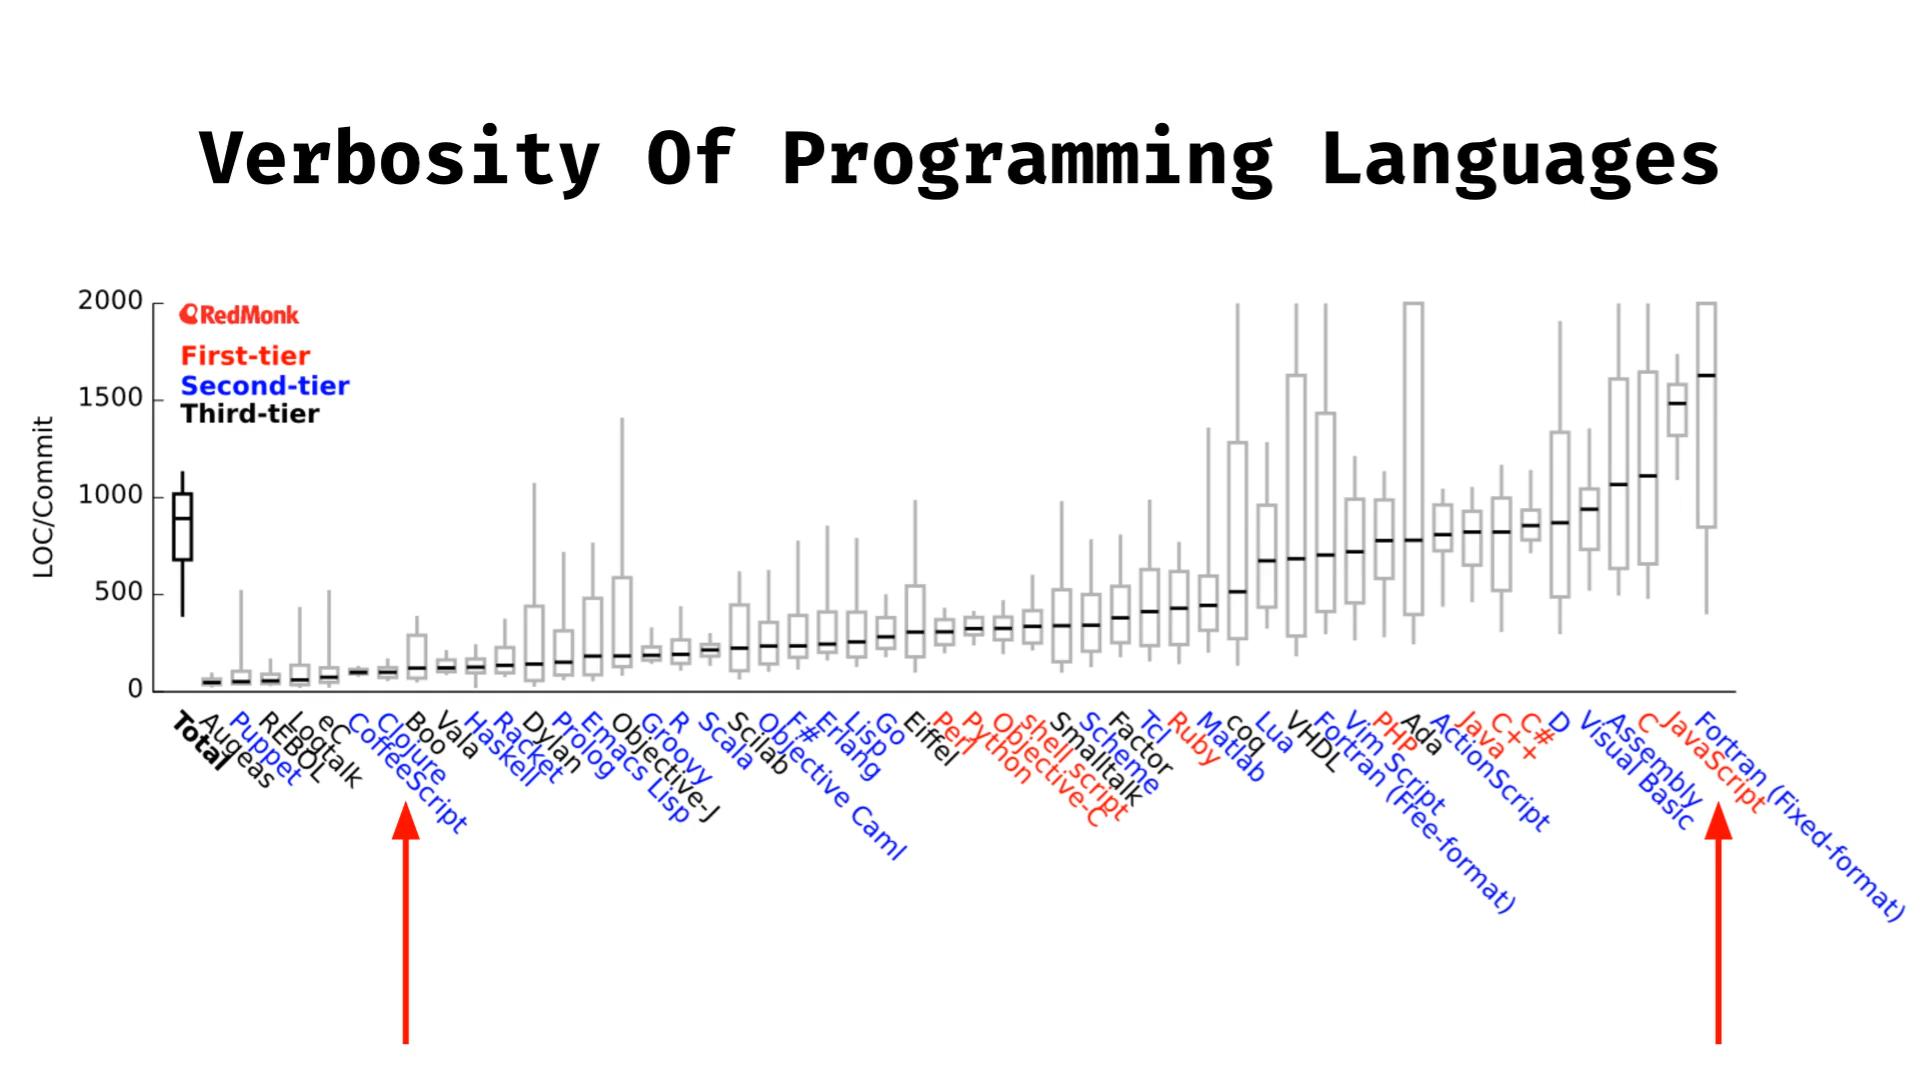 Verbosity Of Programming Languages
2000
1500
1000
500
0
LOC/Commit
RedMonk
First-tier
Second-tier
Third-tier
Total
Augeas
Puppet
REBOL
Logtalk
eC
CoffeeScript
Clojure
Boo
Vala
Haskell
Racket
Dylan
Prolog
Emacs Lisp
Objective-J
Groovy
R
Scala
Scilab
Objective Caml
F#
Erlang
Lisp
Go
Eiffel
Perl
Python
Objective-C
shell script
Smalltalk
Scheme
Factor
Tcl
Ruby
Matlab
coq
Lua
VHDL
Fortran (Free-format)
Vim Script
PHP
Ada
ActionScript
Java
C++
C#
D
Visual Basic
Assembly
C
JavaScript
Fortran (Fixed-format)